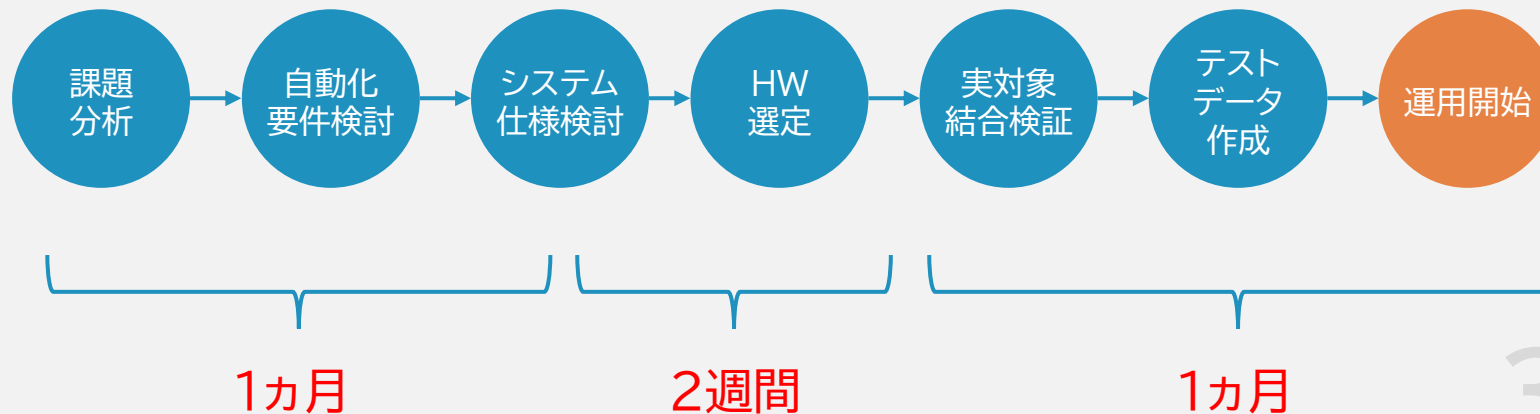 課題
分析
自動化
要件検討
システム
仕様検討
HW
選定
実対象
結合検証
テスト
データ
作成
運用開始
1ヵ月
2週間
1ヵ月